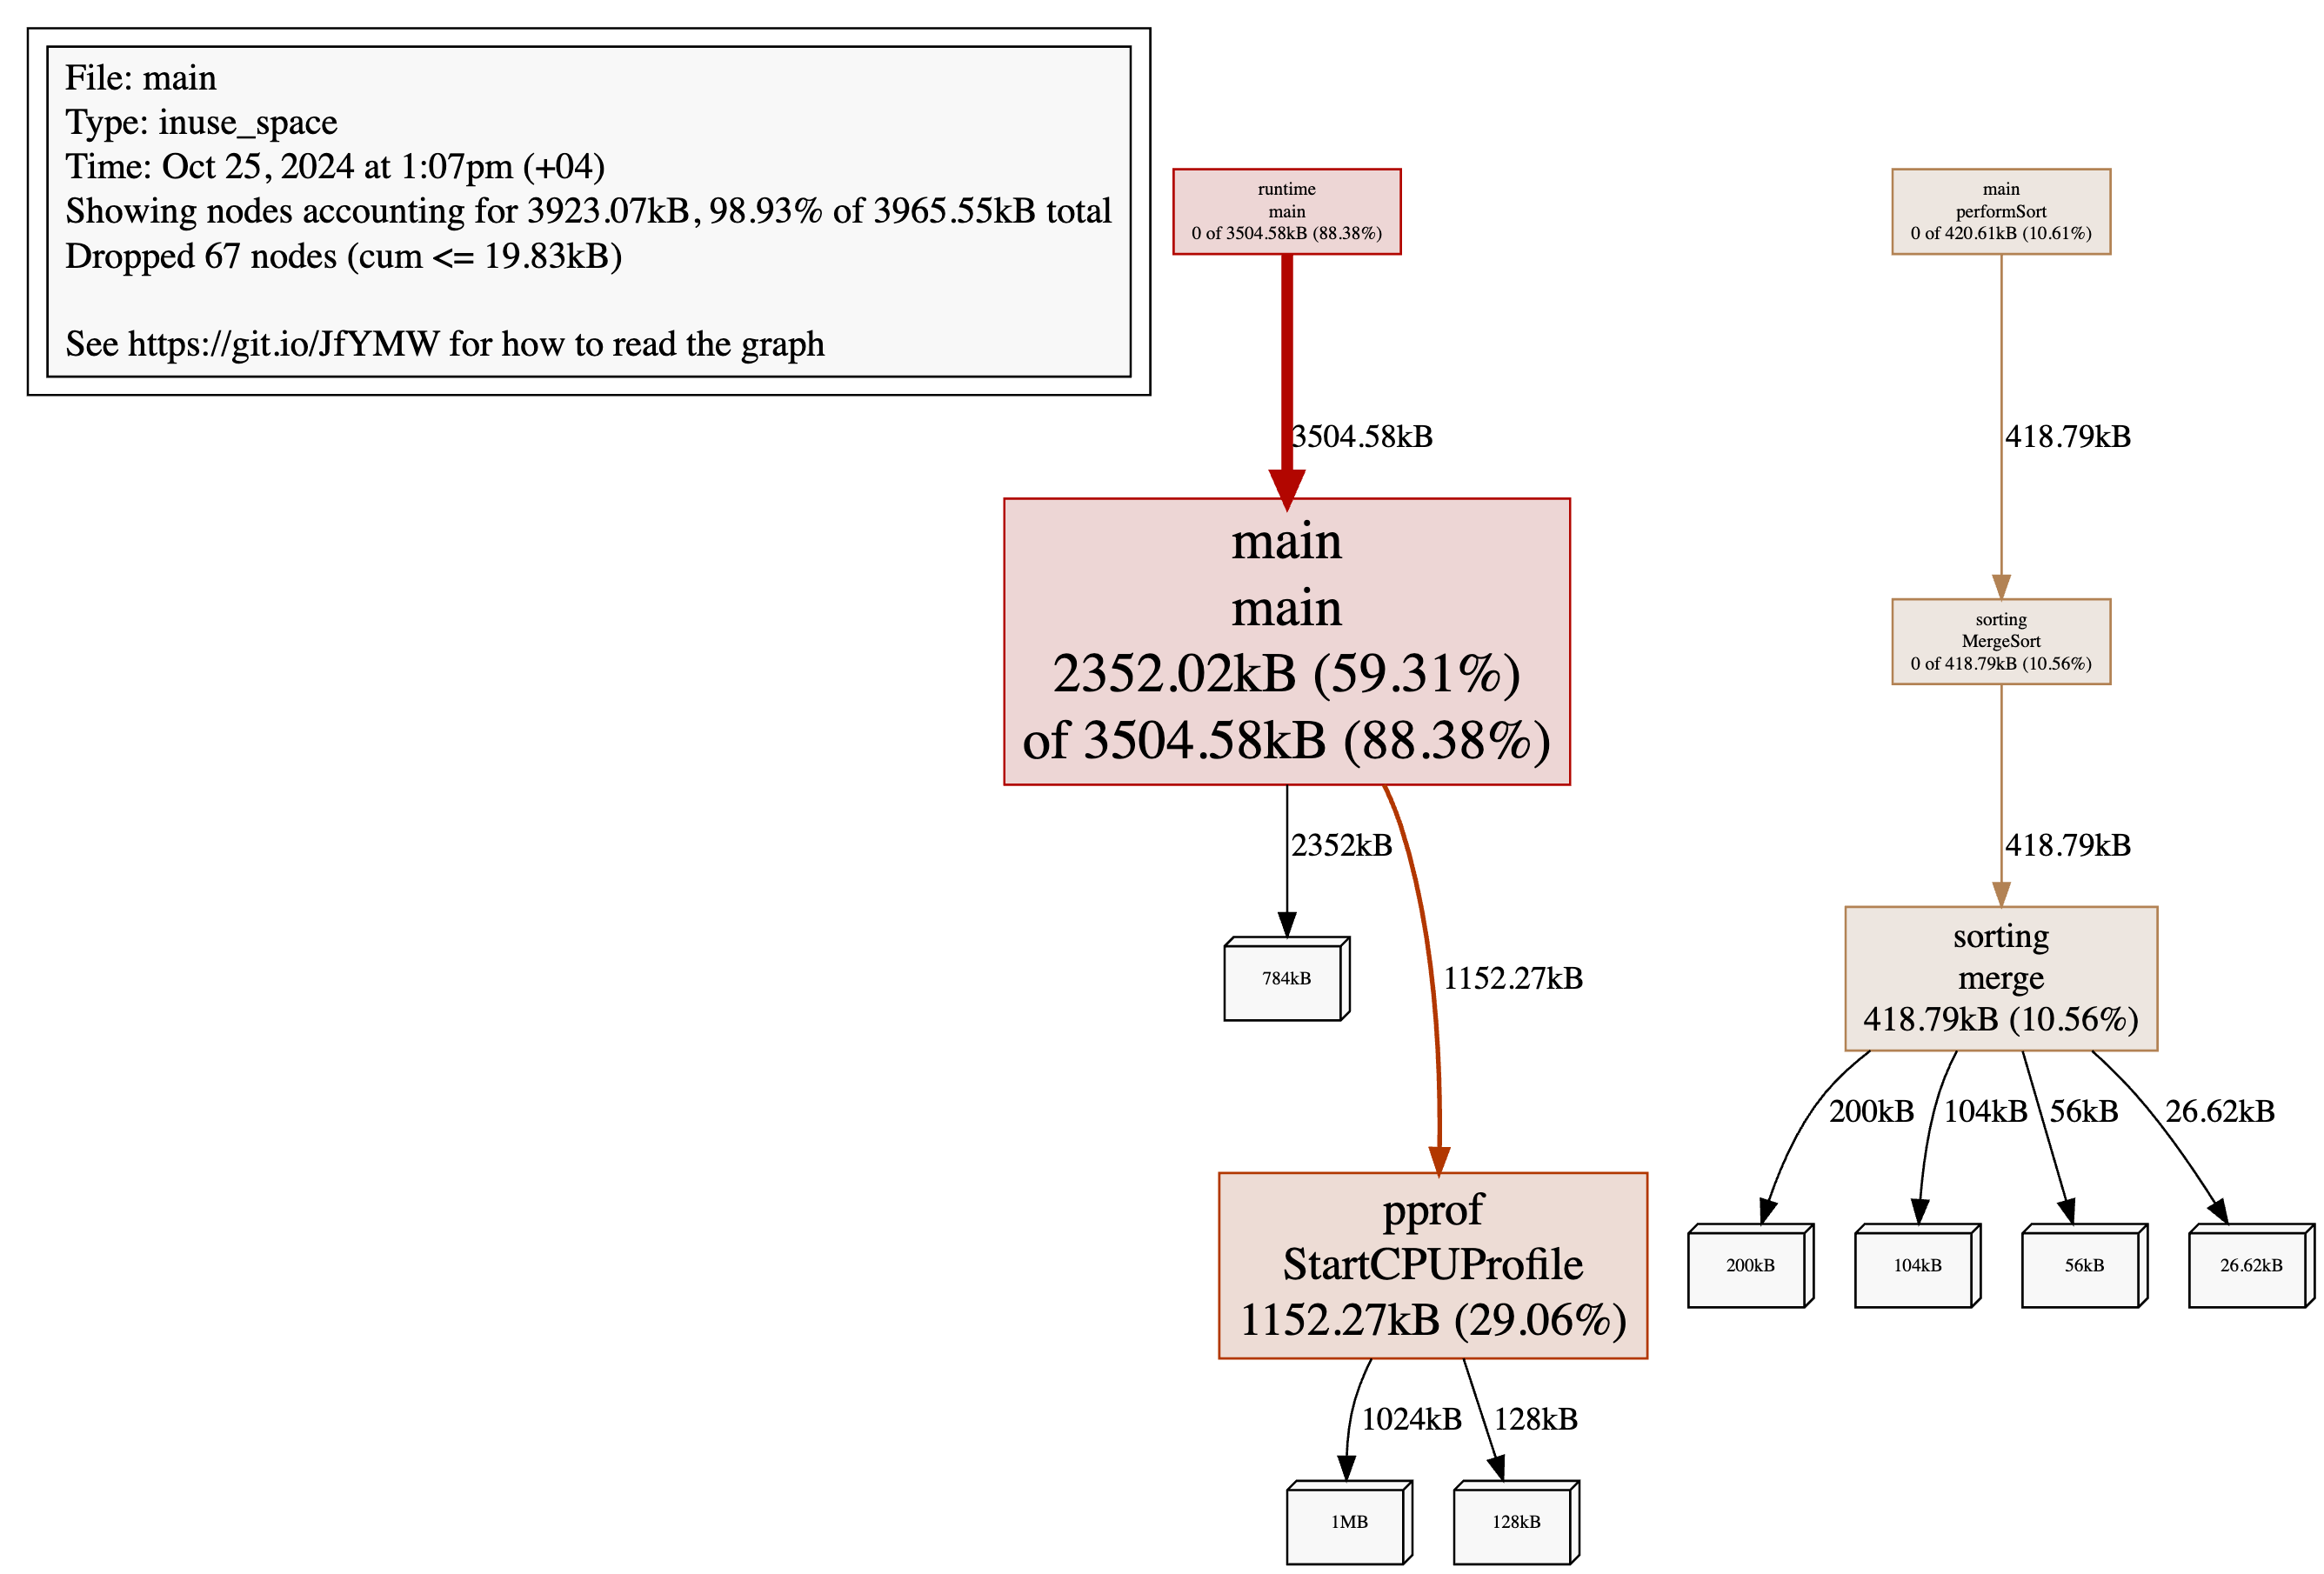 File: main
Type: inuse_space
Time: Oct 25, 2024 at 1:07pm (+04)
Showing nodes accounting for 3923.07kB, 98.93% of 3965.55kB total
Dropped 67 nodes (cum <= 19.83kB)
See https://git.io/JfYMW for how to read the graph
runtime
main
0 of 3504.58kB (88.38%)
3504.58kB
main
main
2352.02kB (59.31%)
of 3504.58kB (88.38%)
2352kB
784kB
1152.27kB
pprof
StartCPUProfile
1152.27kB (29.06%)
1024kB
128kB
1MB
128kB
main
performSort
0 of 420.61kB (10.61%)
418.79kB
sorting
MergeSort
0 of 418.79kB (10.56%)
418.79kB
sorting
merge
418.79kB (10.56%)
200kB
104kB
56kB
26.62kB
200kB
104kB
56kB
26.62kB